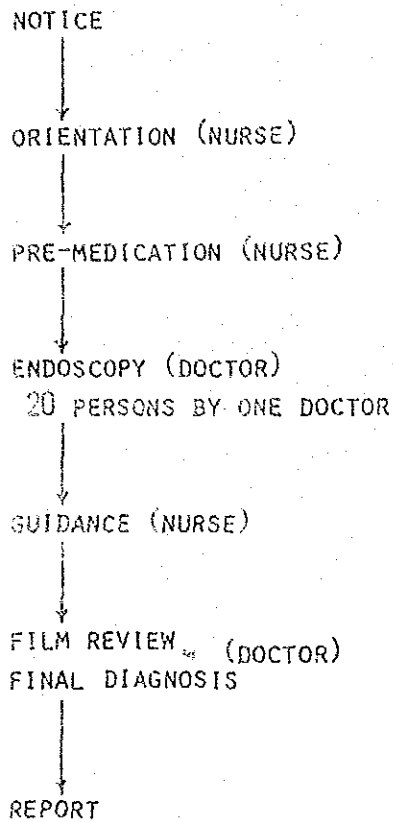 NOTICE
ORIENTATION (NURSE)
PRE-MEDICATION (NURSE)
ENDOSCOPY (DOCTOR)
20 PERSONS BY ONE DOCTOR
GUIDANCE (NURSE)
FILM REVIEW (DOCTOR)
FINAL DIAGNOSIS
REPORT